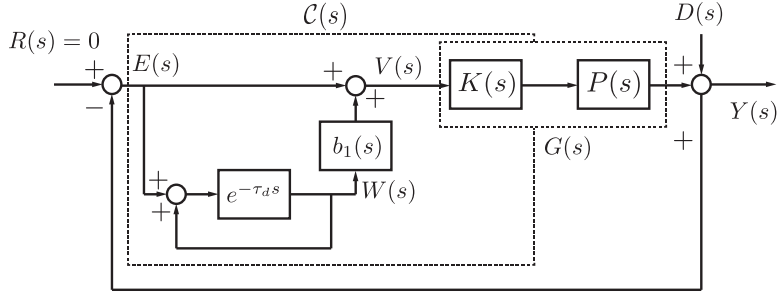 𝒞(s)
D(s)
R(s) = 0
+
E(s)
−
+
V(s)
+
K(s)
P(s)
+
+
Y(s)
b₁(s)
G(s)
+
+
e^{−τ_d s}
W(s)